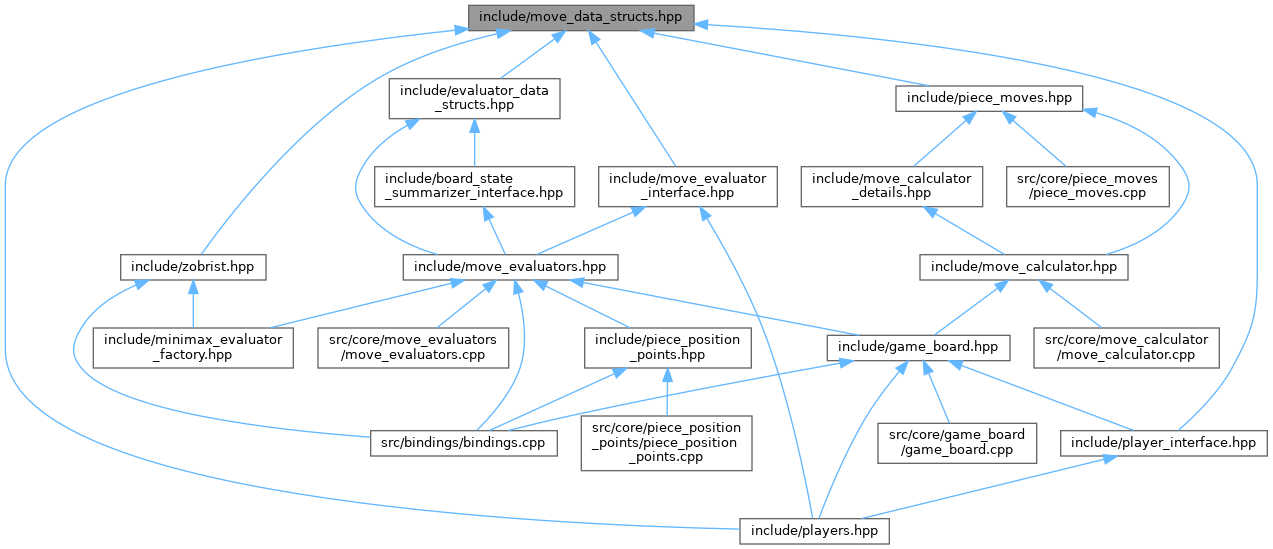 include/move_data_structs.hpp
include/evaluator_data
_structs.hpp
include/piece_moves.hpp
include/board_state
_summarizer_interface.hpp
include/move_evaluator
_interface.hpp
include/move_calculator
_details.hpp
src/core/piece_moves
/piece_moves.cpp
include/zobrist.hpp
include/move_evaluators.hpp
include/move_calculator.hpp
include/minimax_evaluator
_factory.hpp
src/core/move_evaluators
/move_evaluators.cpp
include/piece_position
_points.hpp
include/game_board.hpp
src/core/move_calculator
/move_calculator.cpp
src/bindings/bindings.cpp
src/core/piece_position
_points/piece_position
_points.cpp
src/core/game_board
/game_board.cpp
include/player_interface.hpp
include/players.hpp